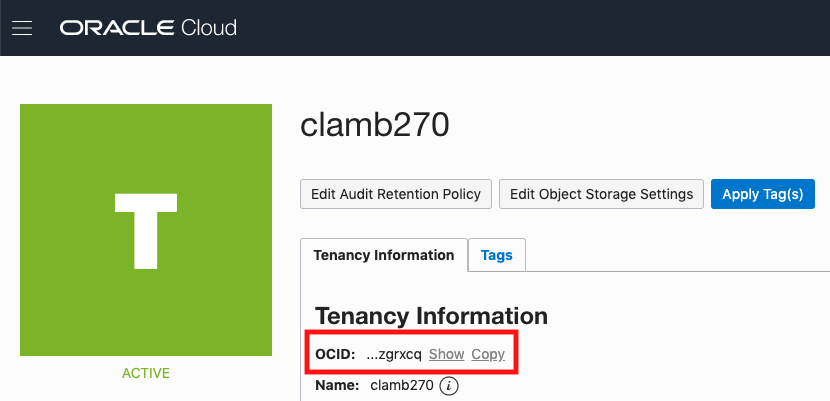 ORACLE Cloud
T
ACTIVE
clamb270
Edit Audit Retention Policy Edit Object Storage Settings Apply Tag(s)
Tenancy Information Tags
Tenancy Information
OCID: ...zgrxcq Show Copy
Name: clamb270 i